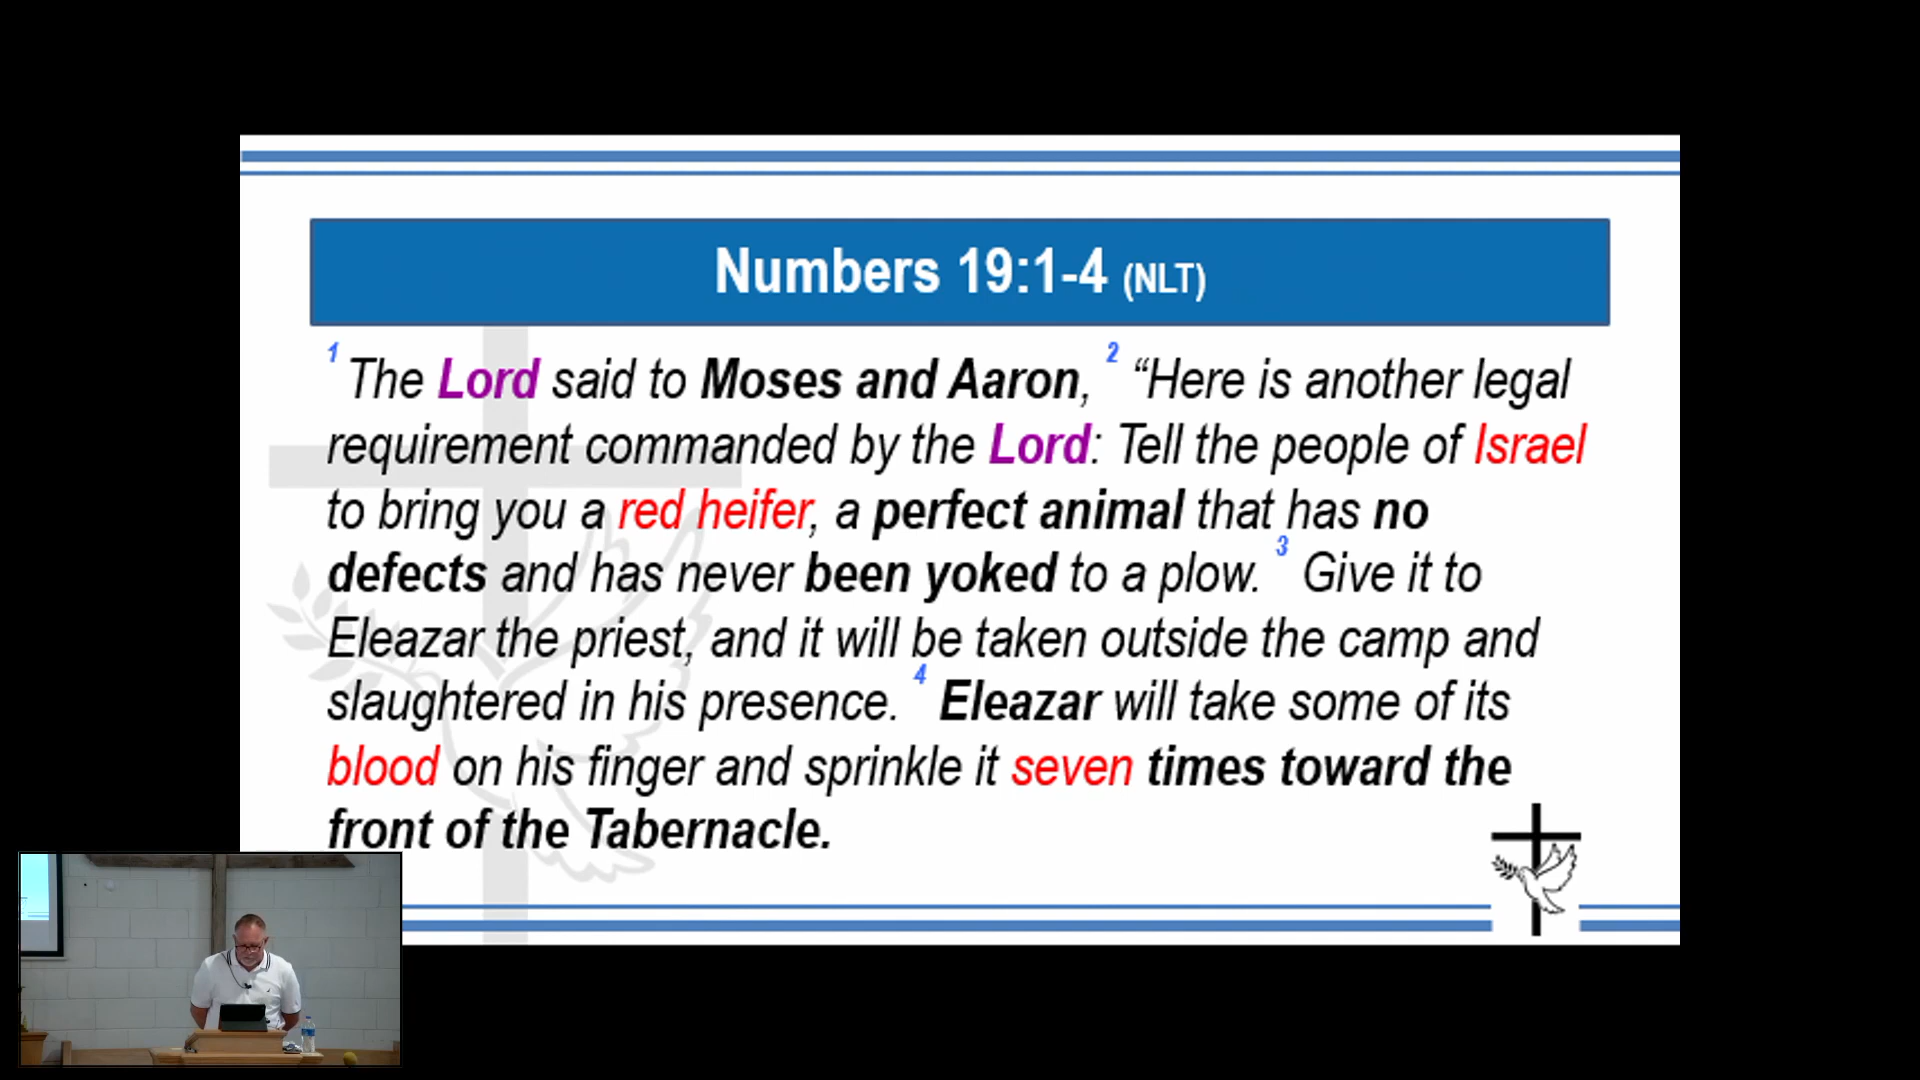 Numbers 19:1-4 (NLT)
1 The Lord said to Moses and Aaron, 2 “Here is another legal
requirement commanded by the Lord: Tell the people of Israel
to bring you a red heifer, a perfect animal that has no
defects and has never been yoked to a plow. 3 Give it to
Eleazar the priest, and it will be taken outside the camp and
slaughtered in his presence. 4 Eleazar will take some of its
blood on his finger and sprinkle it seven times toward the
front of the Tabernacle.